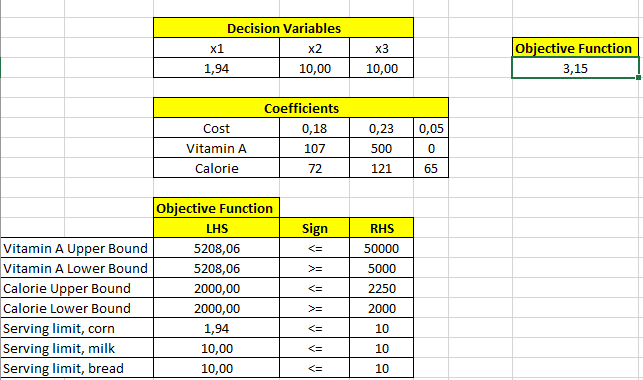 Decision Variables
x1 x2 x3 Objective Function
1,94 10,00 10,00 3,15
Coefficients
Cost 0,18 0,23 0,05
Vitamin A 107 500 0
Calorie 72 121 65
Objective Function
LHS Sign RHS
Vitamin A Upper Bound 5208,06 <= 50000
Vitamin A Lower Bound 5208,06 >= 5000
Calorie Upper Bound 2000,00 <= 2250
Calorie Lower Bound 2000,00 >= 2000
Serving limit, corn 1,94 <= 10
Serving limit, milk 10,00 <= 10
Serving limit, bread 10,00 <= 10